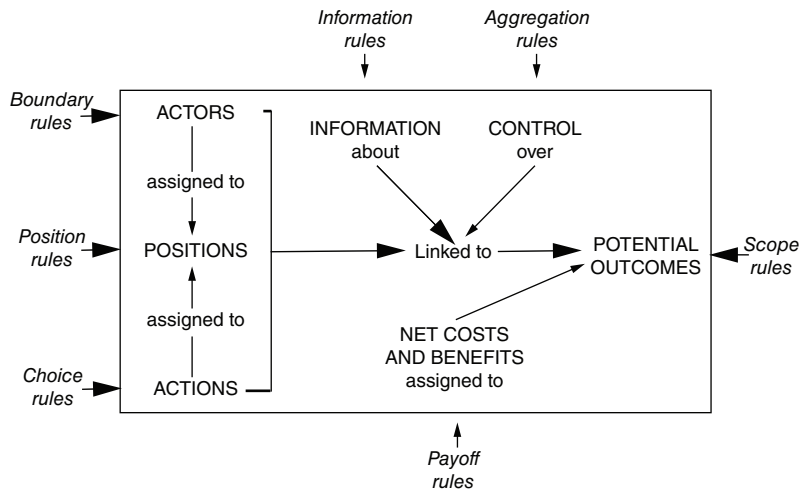 Information
rules
Aggregation
rules
Boundary
rules
ACTORS
INFORMATION
about
CONTROL
over
assigned to
Position
rules
POSITIONS
Linked to
POTENTIAL
OUTCOMES
Scope
rules
assigned to
NET COSTS
AND BENEFITS
assigned to
Choice
rules
ACTIONS
Payoff
rules